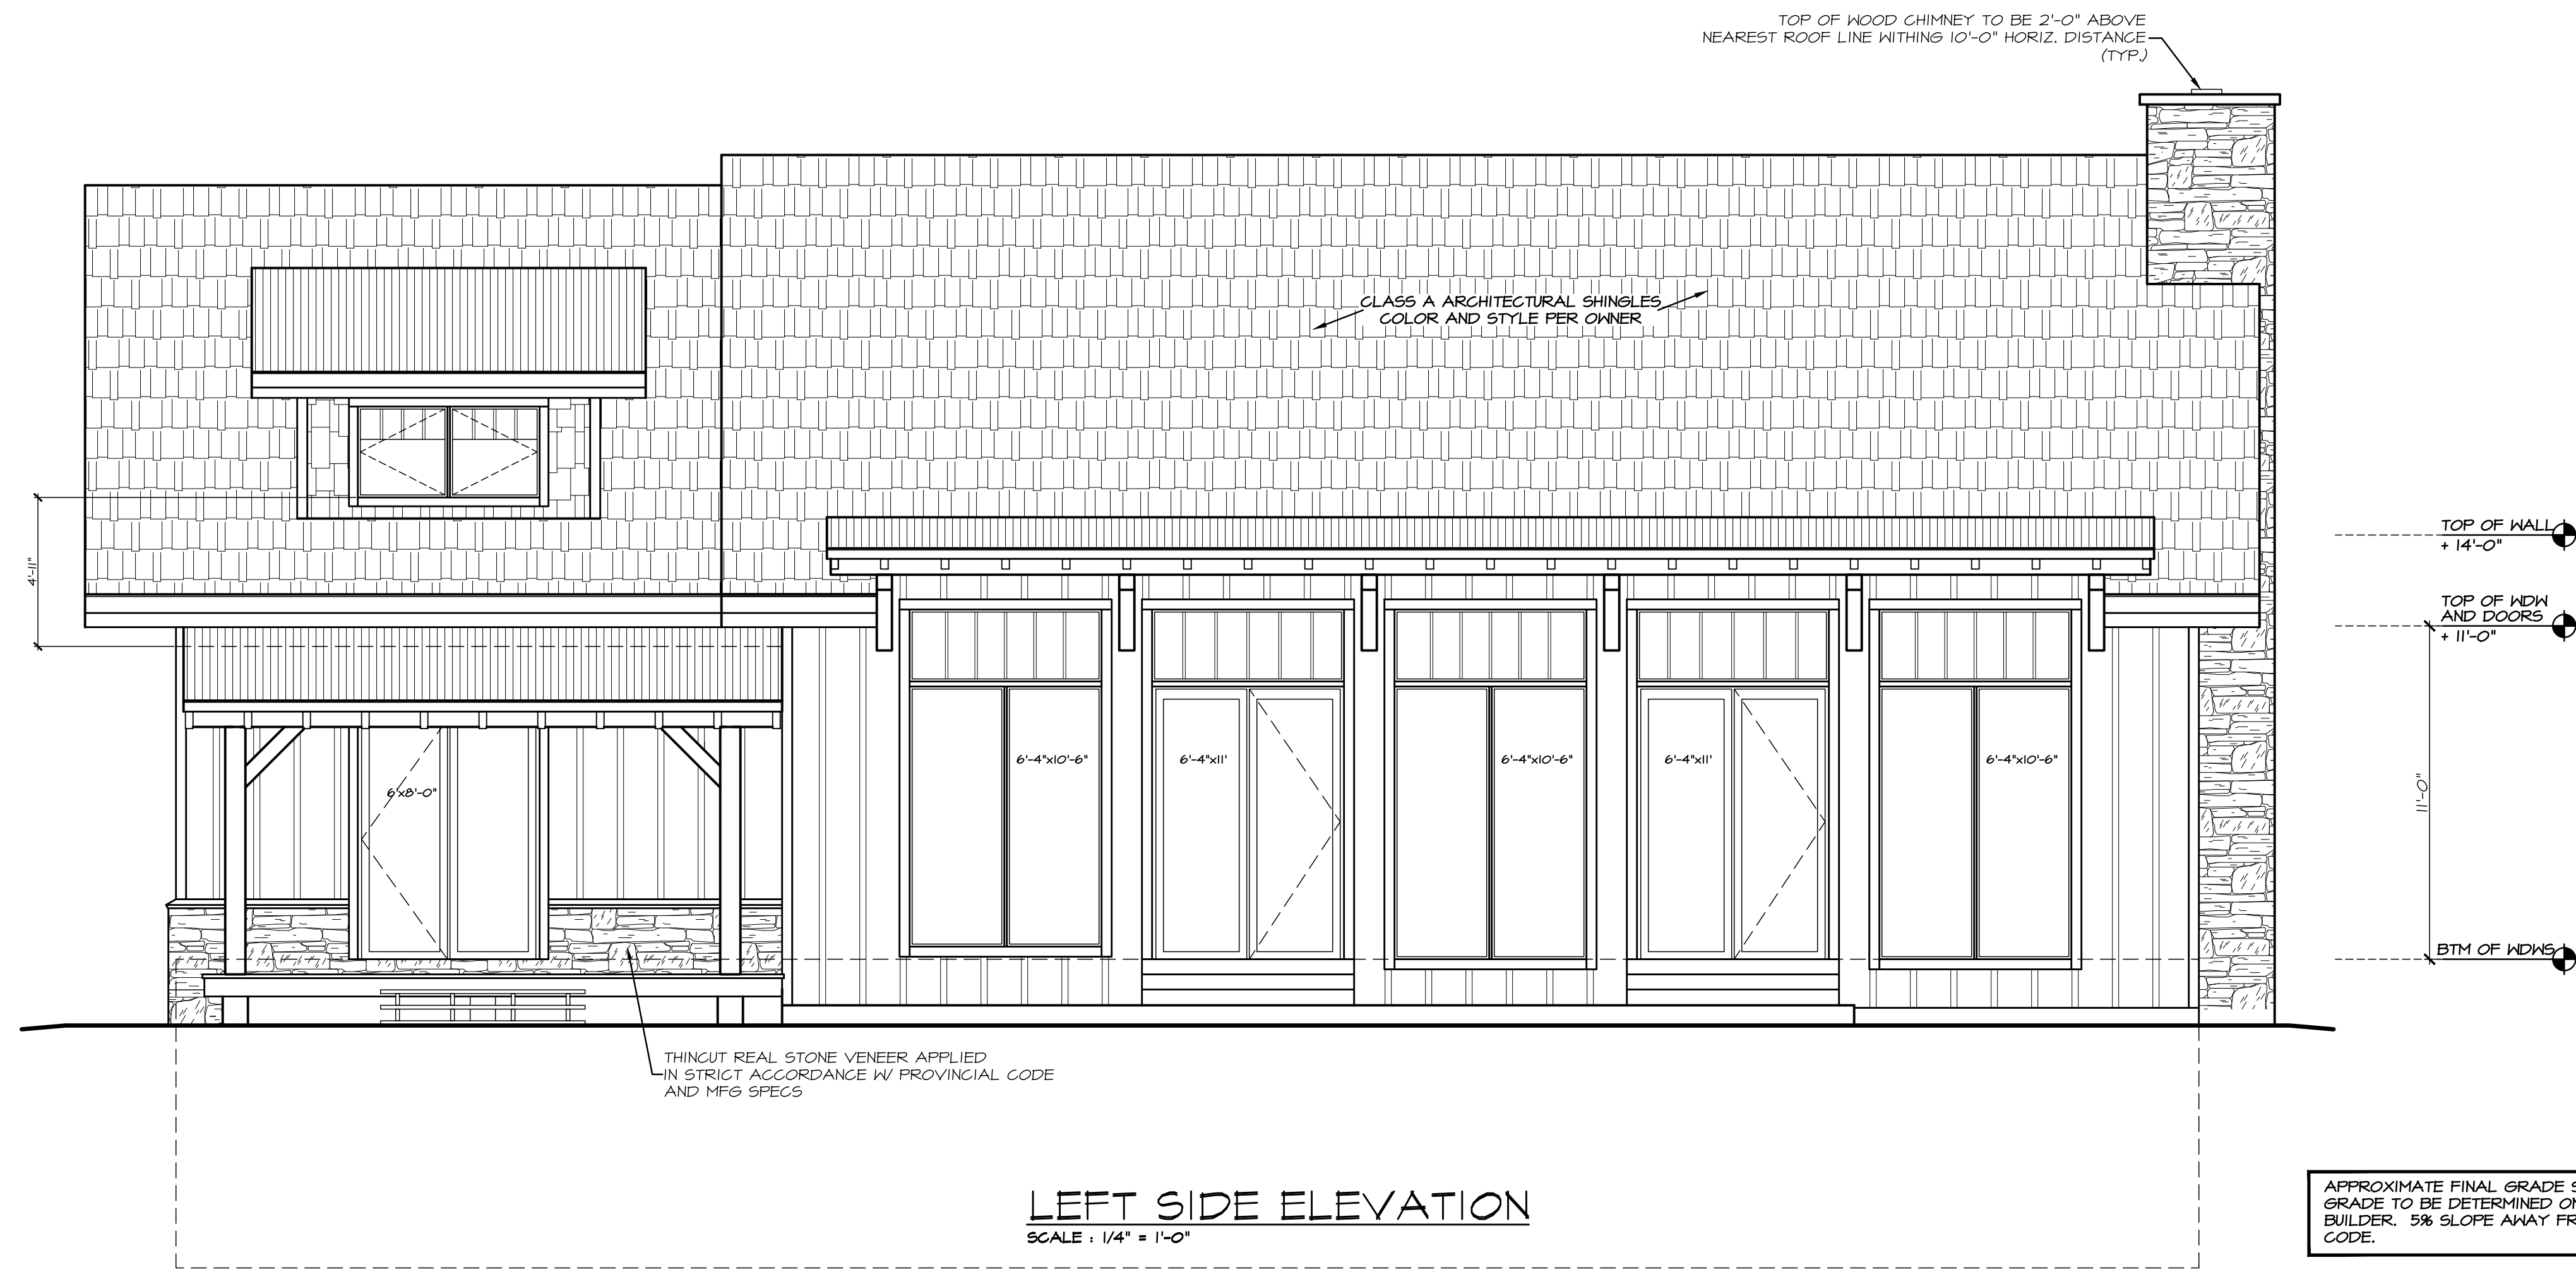 TOP OF WOOD CHIMNEY TO BE 2'-0" ABOVE
NEAREST ROOF LINE WITHING 10'-0" HORIZ. DISTANCE
(TYP.)
CLASS A ARCHITECTURAL SHINGLES
COLOR AND STYLE PER OWNER
4'-11"
TOP OF WALL
+ 14'-0"
TOP OF WDW
AND DOORS
+ 11'-0"
6'x8'-0"
6'-4"x10'-6"
6'-4"x11'
6'-4"x10'-6"
6'-4"x11'
6'-4"x10'-6"
11'-0"
BTM OF WDWS
THINCUT REAL STONE VENEER APPLIED
IN STRICT ACCORDANCE W/ PROVINCIAL CODE
AND MFG SPECS
LEFT SIDE ELEVATION
SCALE : 1/4" = 1'-0"
APPROXIMATE FINAL GRADE
GRADE TO BE DETERMINED
BUILDER. 5% SLOPE AWAY
CODE.